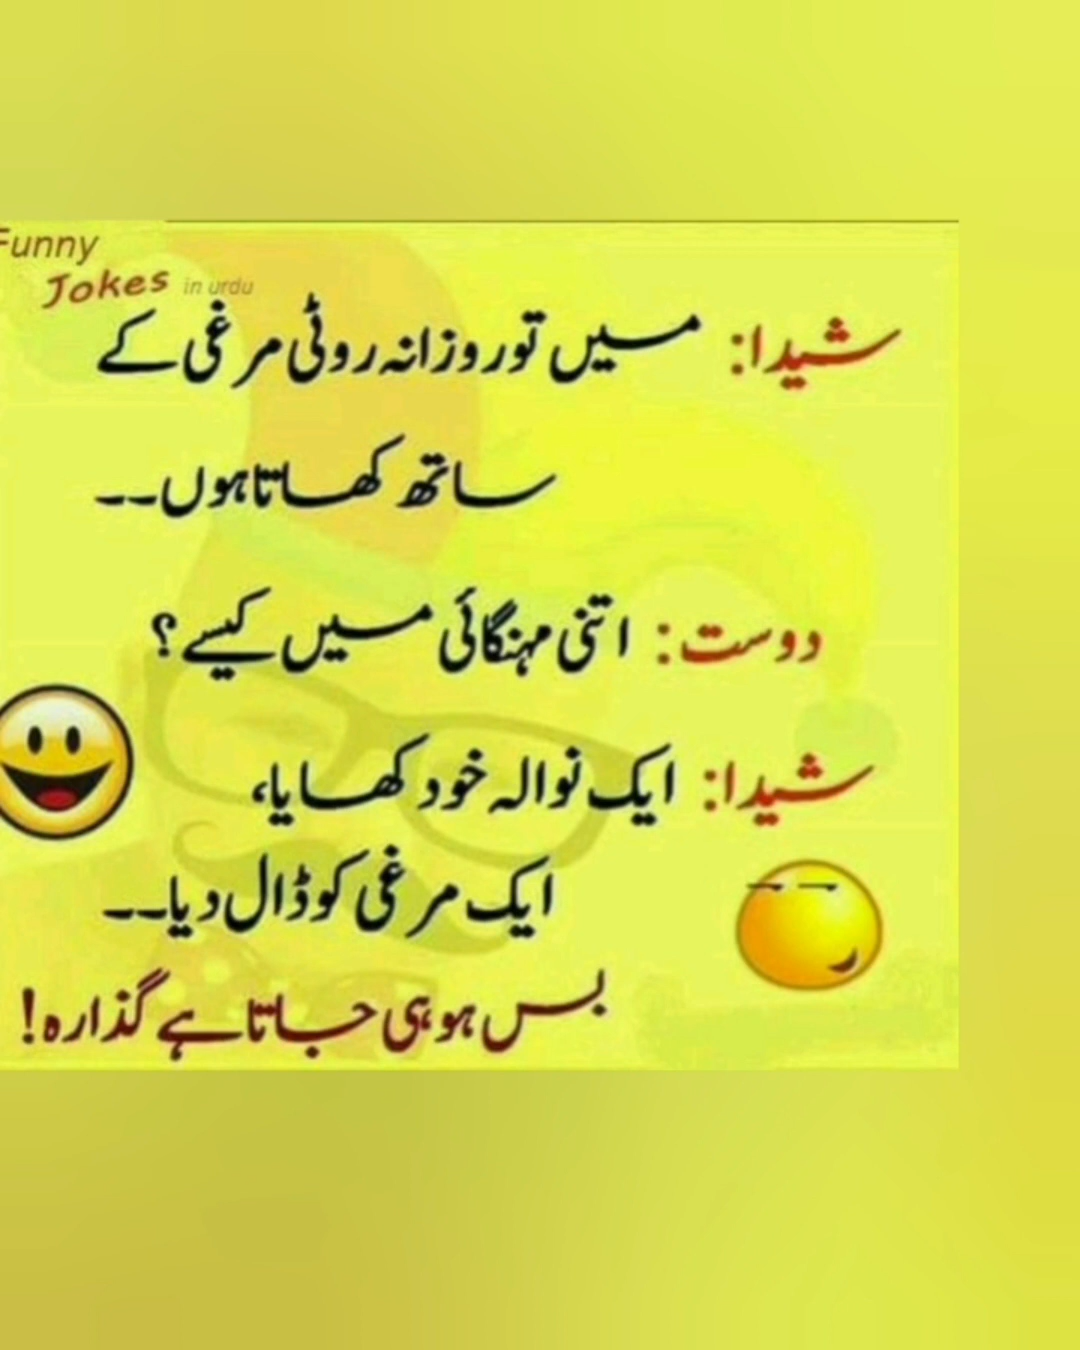 Funny
Jokes in urdu
شیدا: میں تو روزانہ روٹی مرغی کے
ساتھ کھاتا ہوں۔۔
دوست: اتنی مہنگائی میں کیسے؟
شیدا: ایک نوالہ خود کھایا،
ایک مرغی کو ڈال دیا۔۔
بس ہو ہی جاتا ہے گذارہ!